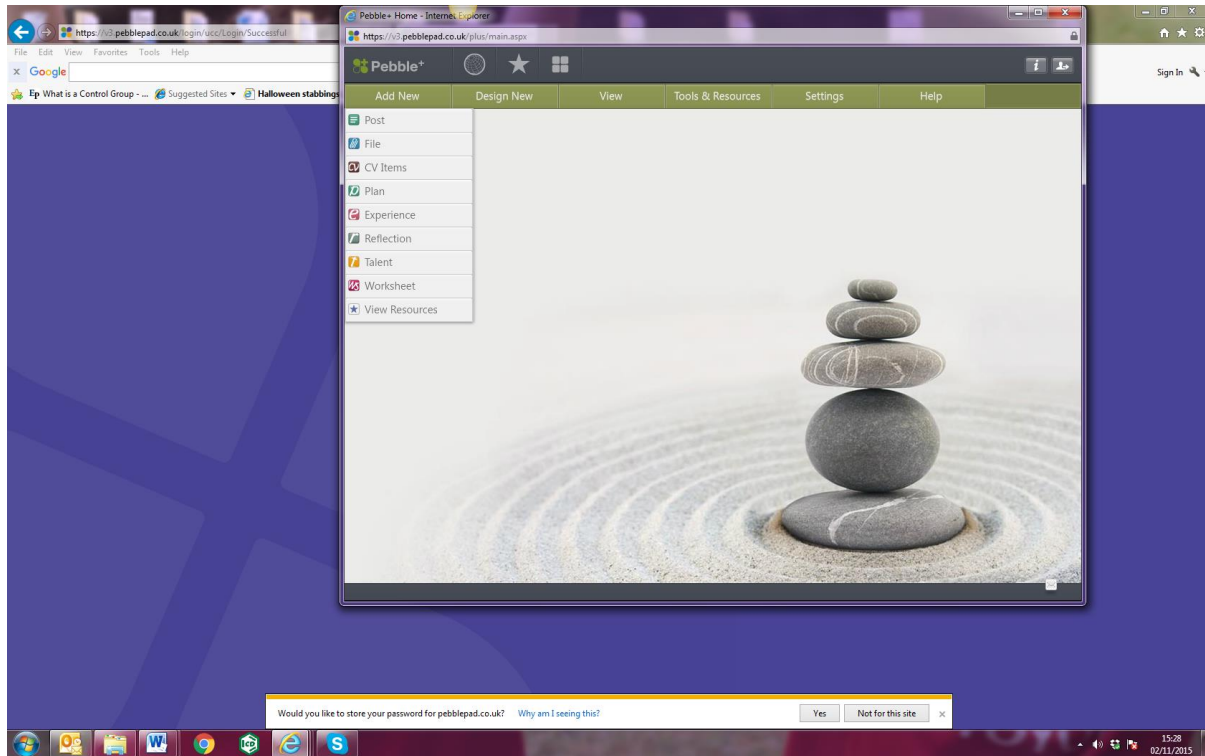 Pebble+ Home - Internet Explorer
https://v3.pebblepad.co.uk/login/ucc/Login/Successful
https://v3.pebblepad.co.uk/plus/main.aspx
File Edit View Favorites Tools Help
x Google
Sign In
Ep What is a Control Group - ... Suggested Sites Halloween stabbings
Pebble+
i
Add New Design New View Tools & Resources Settings Help
Post
File
CV Items
Plan
Experience
Reflection
Talent
Worksheet
View Resources
Would you like to store your password for pebblepad.co.uk? Why am I seeing this? Yes Not for this site x
15:28
02/11/2015